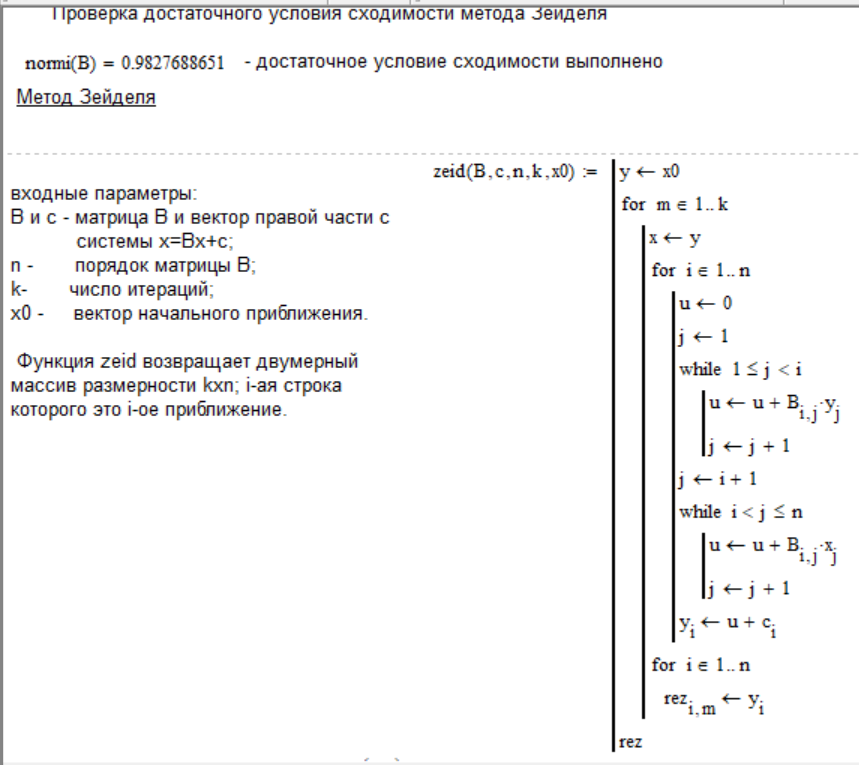 Проверка достаточного условия сходимости метода Зейделя
normi(B) = 0.9827688651 - достаточное условие сходимости выполнено
Метод Зейделя
входные параметры:
B и c - матрица B и вектор правой части c
системы x=Bx+c;
n - порядок матрицы B;
k- число итераций;
x0 - вектор начального приближения.
Функция zeid возвращает двумерный
массив размерности kxn; i-ая строка
которого это i-ое приближение.
zeid(B,c,n,k,x0) := y ← x0
for m ∈ 1..k
x ← y
for i ∈ 1..n
u ← 0
j ← 1
while 1 ≤ j < i
u ← u + B_{i,j}·y_j
j ← j + 1
j ← i + 1
while i < j ≤ n
u ← u + B_{i,j}·x_j
j ← j + 1
y_i ← u + c_i
for i ∈ 1..n
rez_{i,m} ← y_i
rez